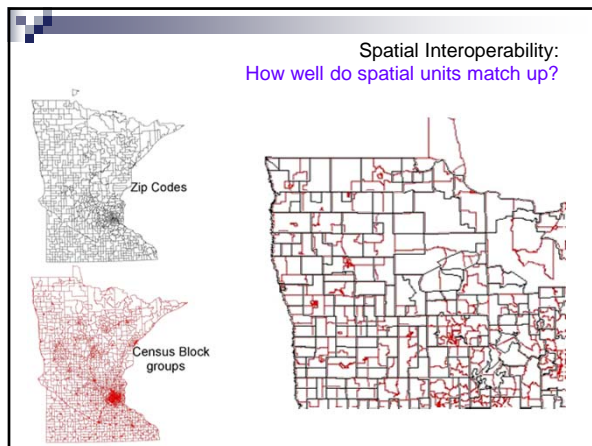 Spatial Interoperability:
How well do spatial units match up?
Zip Codes
Census Block
groups